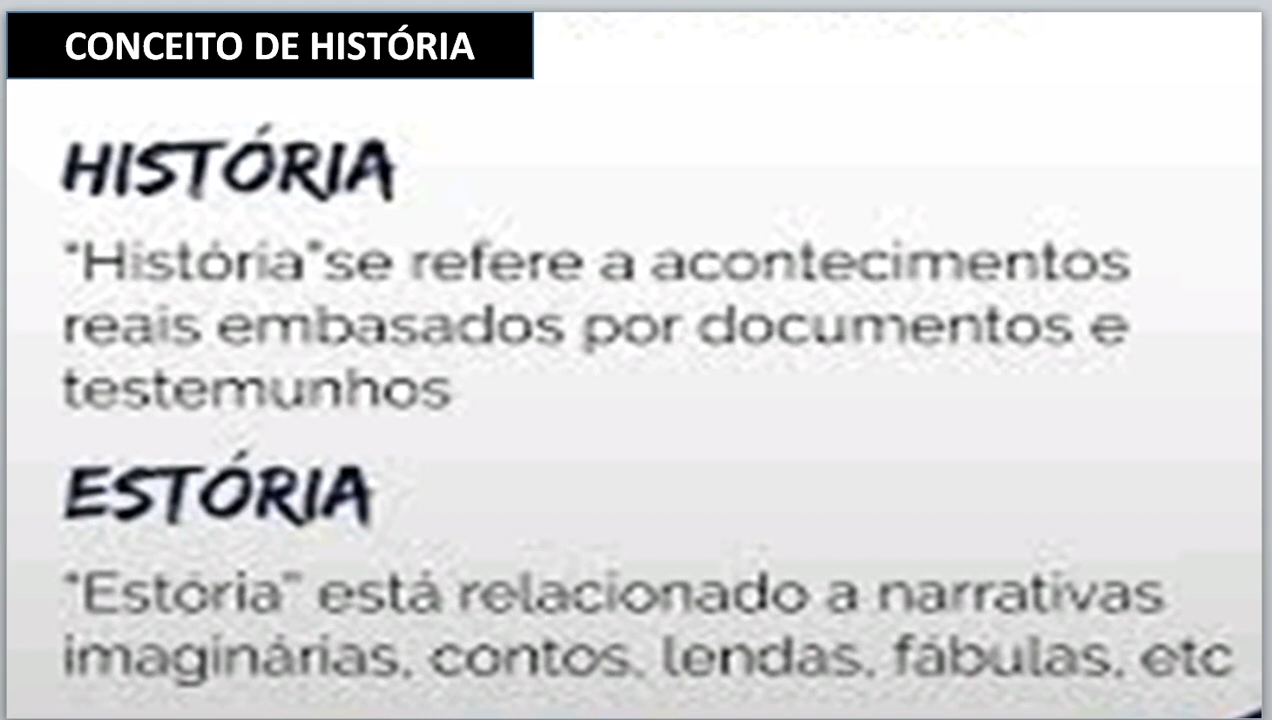 CONCEITO DE HISTÓRIA
HISTÓRIA
"História"se refere a acontecimentos
reais embasados por documentos e
testemunhos
ESTÓRIA
"Estória" está relacionado a narrativas
imaginárias, contos, lendas, fábulas, etc